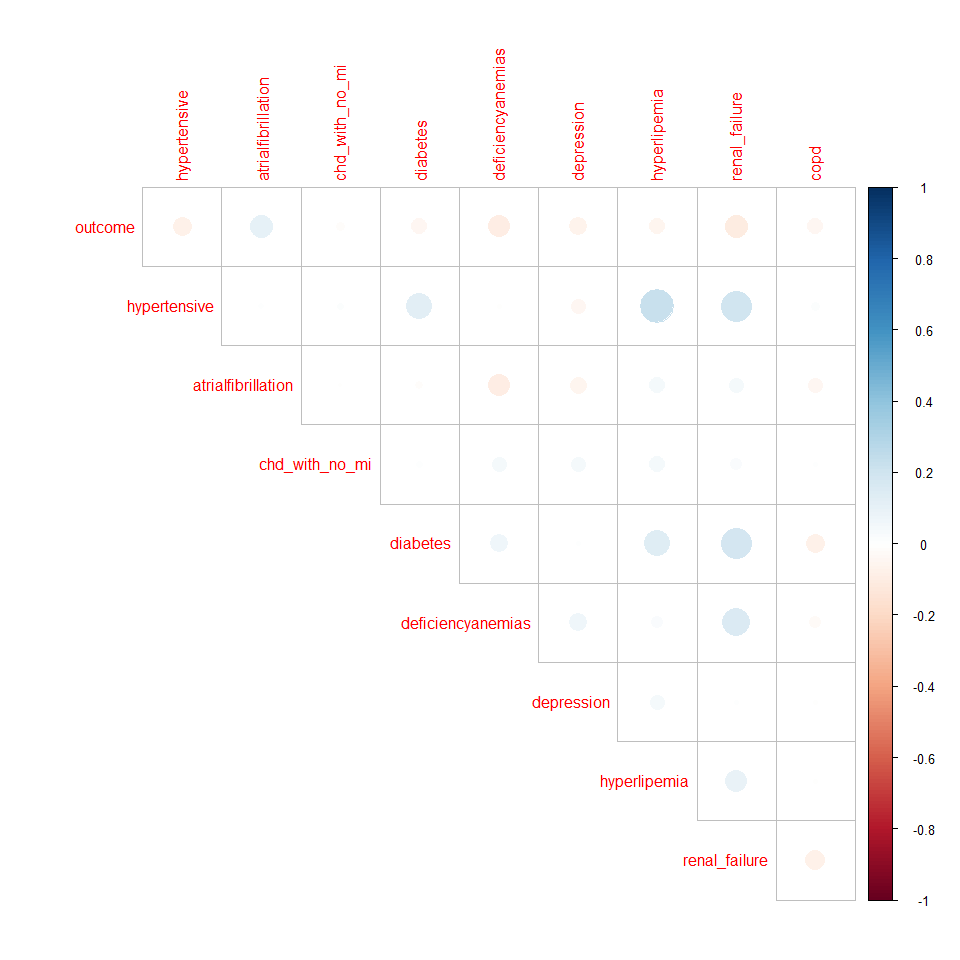 hypertensive
atrialfibrillation
chd_with_no_mi
diabetes
deficiencyanemias
depression
hyperlipemia
renal_failure
copd
outcome
hypertensive
atrialfibrillation
chd_with_no_mi
diabetes
deficiencyanemias
depression
hyperlipemia
renal_failure
1
0.8
0.6
0.4
0.2
0
-0.2
-0.4
-0.6
-0.8
-1